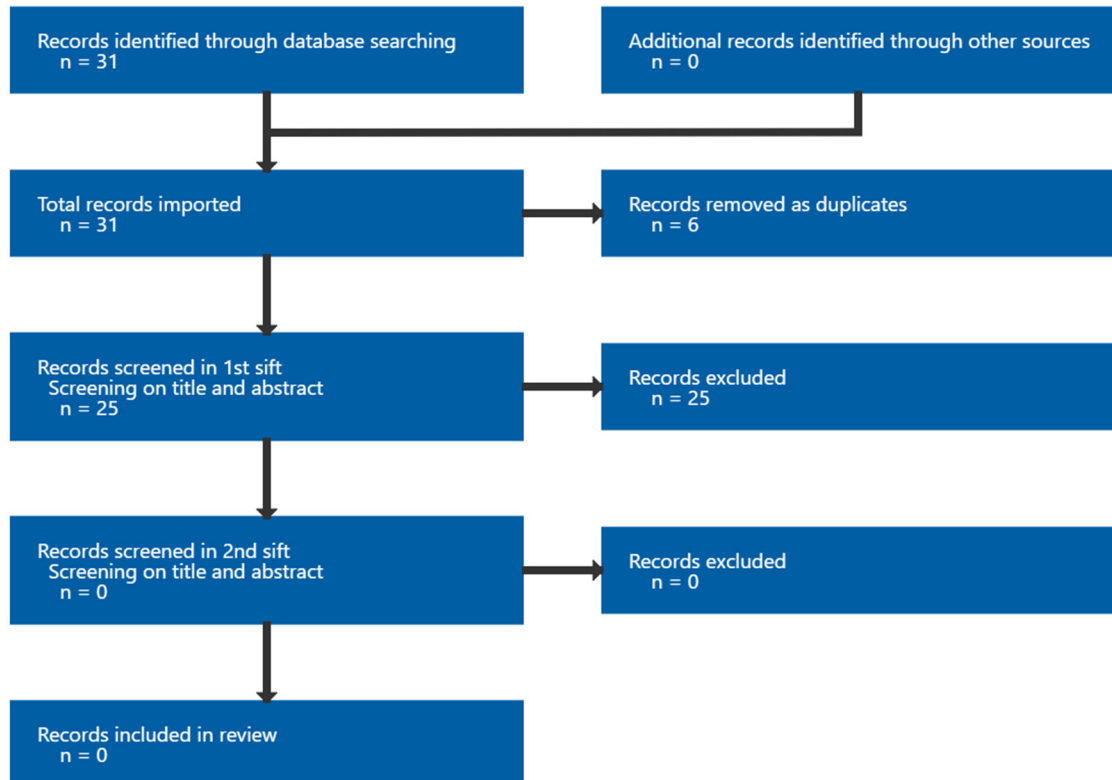 Records identified through database searching
n = 31
Additional records identified through other sources
n = 0
Total records imported
n = 31
Records removed as duplicates
n = 6
Records screened in 1st sift
Screening on title and abstract
n = 25
Records excluded
n = 25
Records screened in 2nd sift
Screening on title and abstract
n = 0
Records excluded
n = 0
Records included in review
n = 0